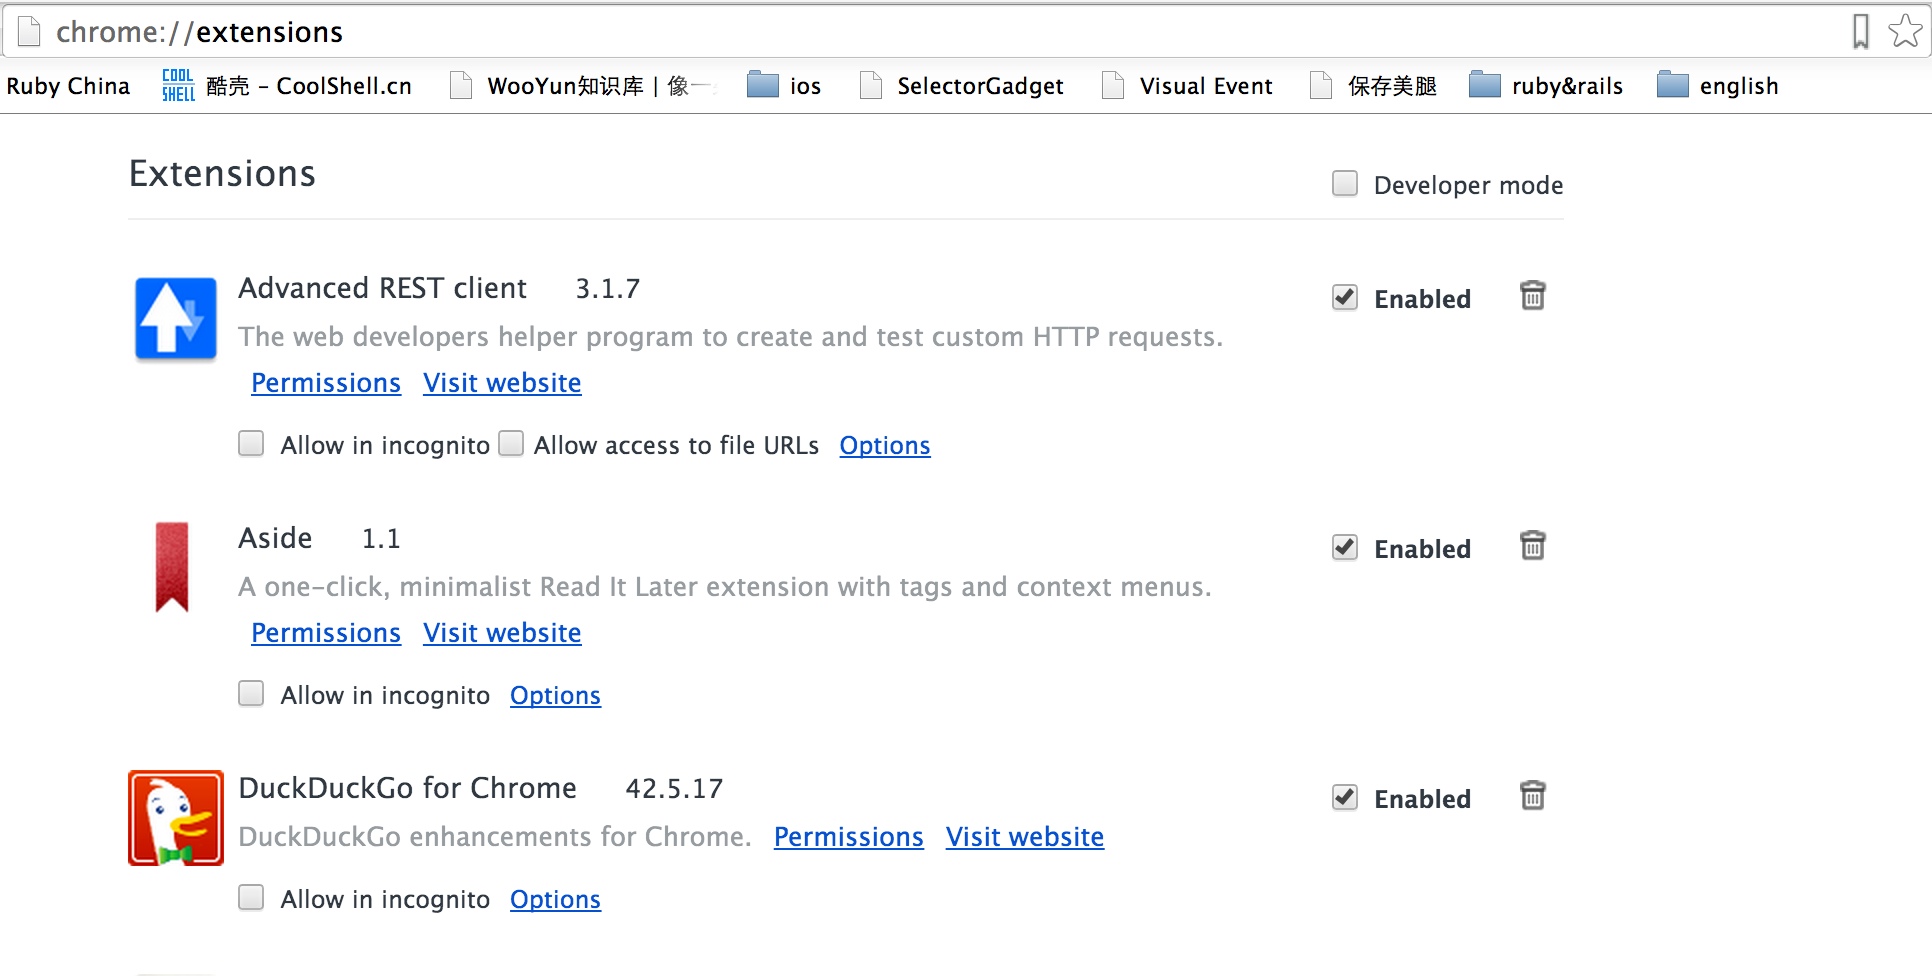 chrome://extensions
Ruby China COOL SHELL 酷壳 – CoolShell.cn WooYun知识库 | 像一 ios SelectorGadget Visual Event 保存美腿 ruby&rails english
Extensions Developer mode
Advanced REST client 3.1.7 Enabled
The web developers helper program to create and test custom HTTP requests.
Permissions Visit website
Allow in incognito Allow access to file URLs Options
Aside 1.1 Enabled
A one-click, minimalist Read It Later extension with tags and context menus.
Permissions Visit website
Allow in incognito Options
DuckDuckGo for Chrome 42.5.17 Enabled
DuckDuckGo enhancements for Chrome. Permissions Visit website
Allow in incognito Options